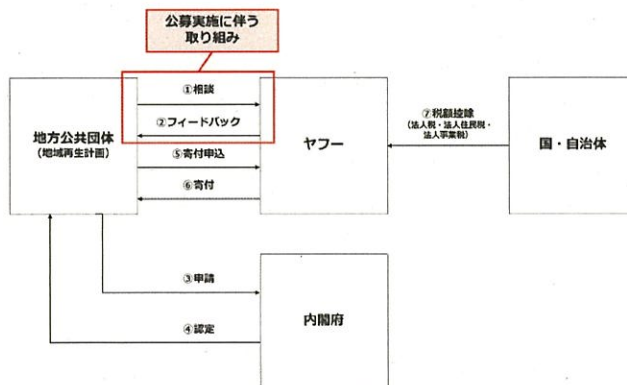 公募実施に伴う
取り組み
①相談
②フィードバック
地方公共団体
(地域再生計画)
⑤寄付申込
⑥寄付
ヤフー
⑦税額控除
(法人税・法人住民税・
法人事業税)
国・自治体
③申請
④認定
内閣府